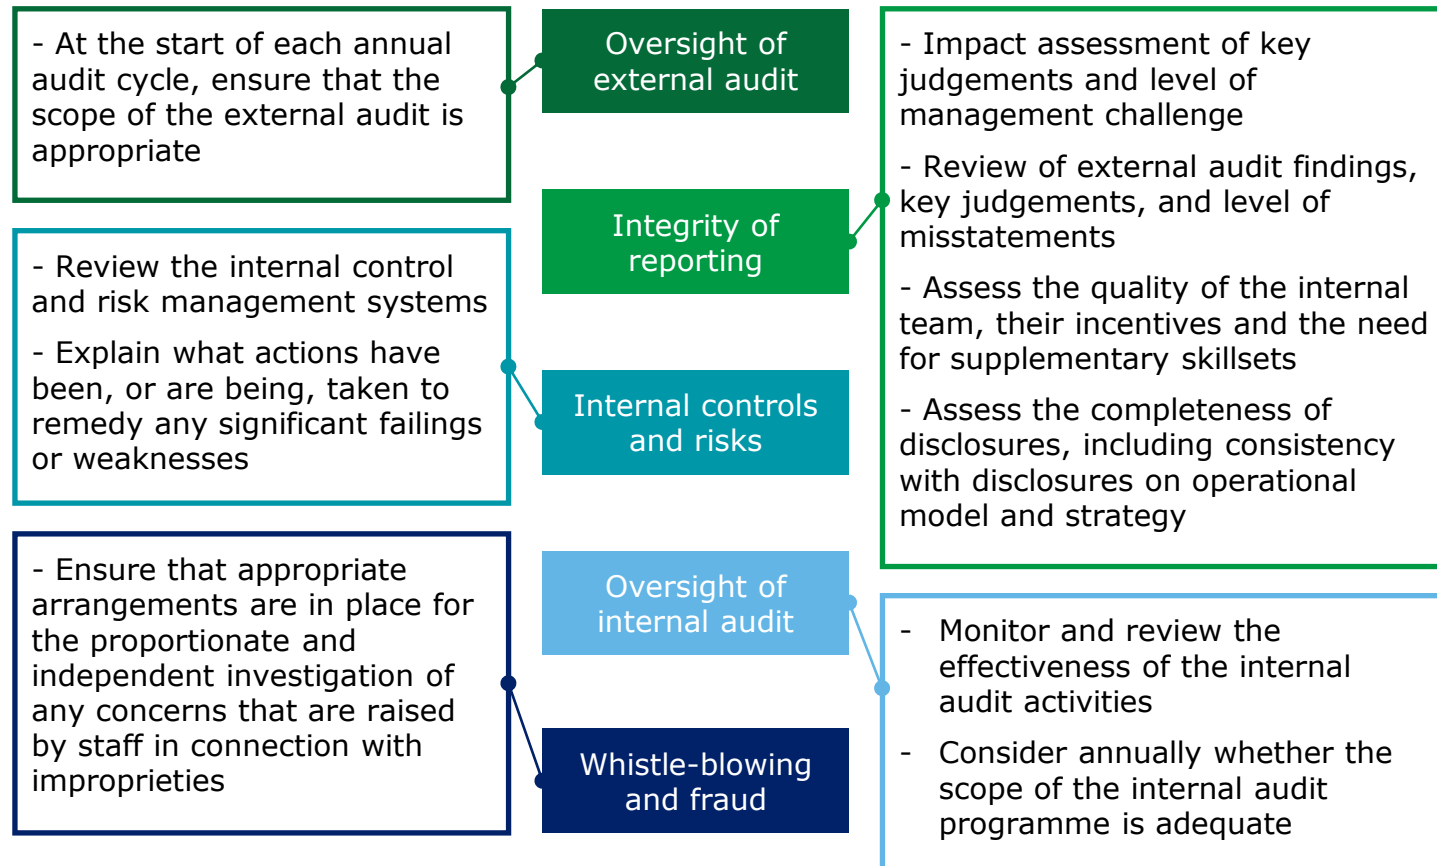 - At the start of each annual
audit cycle, ensure that the
scope of the external audit is
appropriate
Oversight of
external audit
- Impact assessment of key
judgements and level of
management challenge
- Review of external audit findings,
key judgements, and level of
misstatements
- Assess the quality of the internal
team, their incentives and the need
for supplementary skillsets
- Assess the completeness of
disclosures, including consistency
with disclosures on operational
model and strategy
Integrity of
reporting
- Review the internal control
and risk management systems
- Explain what actions have
been, or are being, taken to
remedy any significant failings
or weaknesses
Internal controls
and risks
- Ensure that appropriate
arrangements are in place for
the proportionate and
independent investigation of
any concerns that are raised
by staff in connection with
improprieties
Oversight of
internal audit
- Monitor and review the
effectiveness of the internal
audit activities
- Consider annually whether the
scope of the internal audit
programme is adequate
Whistle-blowing
and fraud